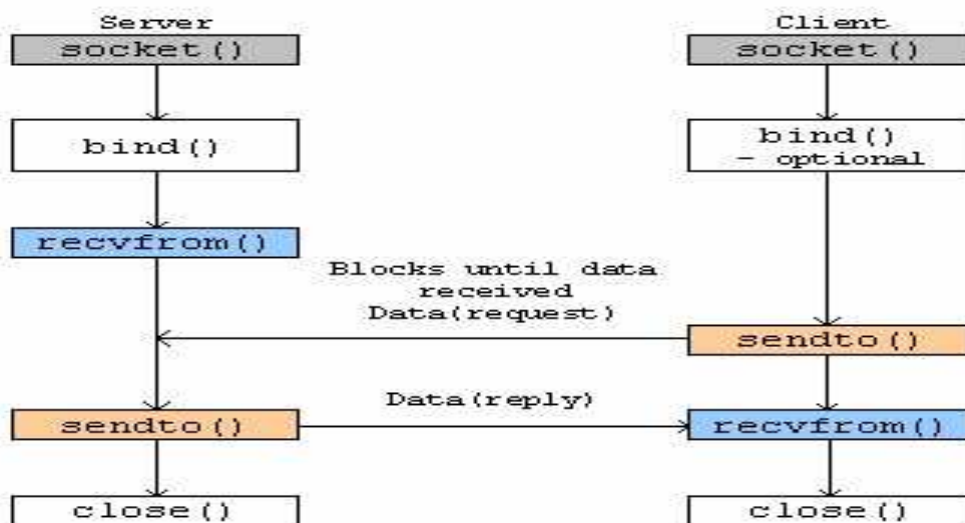 Server
socket()
bind()
recvfrom()
sendto()
close()
Client
socket()
bind()
- optional
sendto()
recvfrom()
close()
Blocks until data
received
Data(request)
Data(reply)